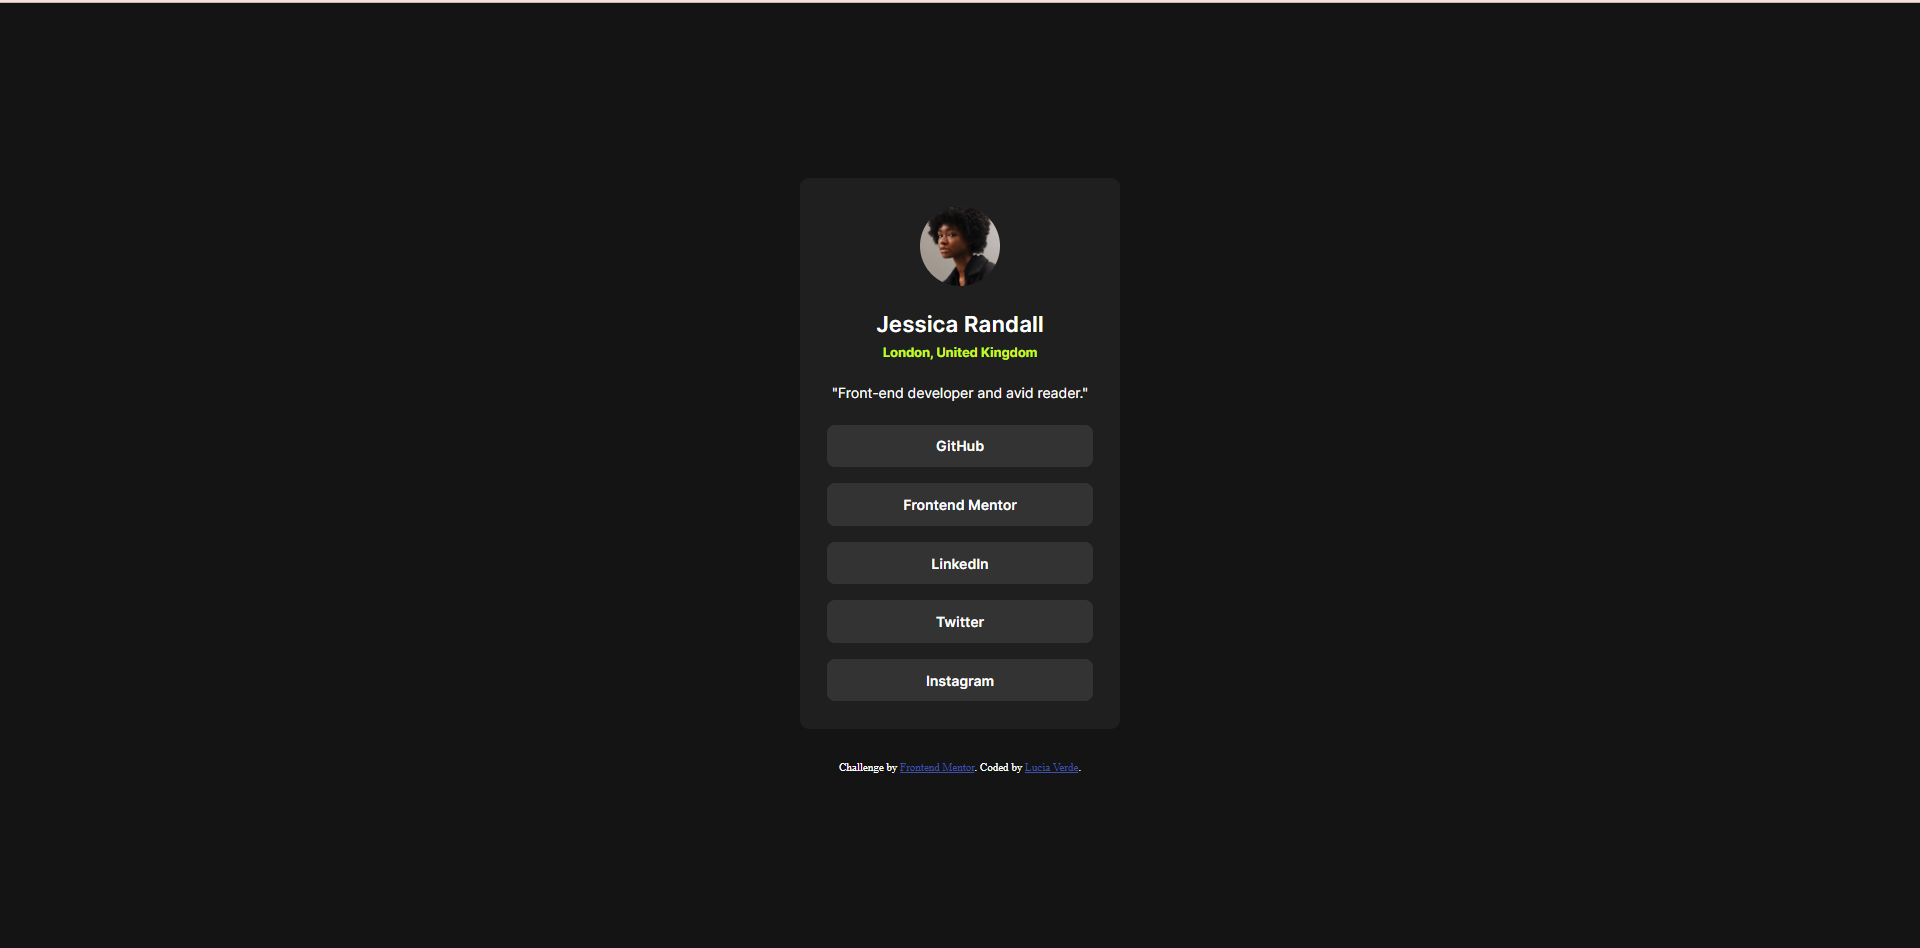 Jessica Randall
London, United Kingdom
"Front-end developer and avid reader."
GitHub
Frontend Mentor
LinkedIn
Twitter
Instagram
Challenge by Frontend Mentor. Coded by Lucia Verde.